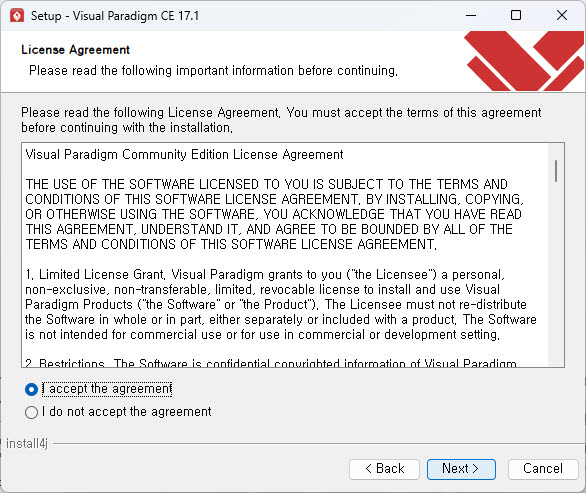 Setup - Visual Paradigm CE 17.1
License Agreement
Please read the following important information before continuing.
Please read the following License Agreement. You must accept the terms of this agreement
before continuing with the installation.
Visual Paradigm Community Edition License Agreement
THE USE OF THE SOFTWARE LICENSED TO YOU IS SUBJECT TO THE TERMS AND
CONDITIONS OF THIS SOFTWARE LICENSE AGREEMENT. BY INSTALLING, COPYING,
OR OTHERWISE USING THE SOFTWARE, YOU ACKNOWLEDGE THAT YOU HAVE READ
THIS AGREEMENT, UNDERSTAND IT, AND AGREE TO BE BOUND BY ALL OF THE
TERMS AND CONDITIONS OF THIS SOFTWARE LICENSE AGREEMENT.
1. Limited License Grant. Visual Paradigm grants to you ("the Licensee") a personal,
non-exclusive, non-transferable, limited, revocable license to install and use Visual
Paradigm Products ("the Software" or "the Product"). The Licensee must not re-distribute
the Software in whole or in part, either separately or included with a product. The Software
is not intended for commercial use or for use in commercial or development setting.
2. Restrictions. The Software is confidential copyrighted information of Visual Paradigm
I accept the agreement
I do not accept the agreement
install4j
< Back
Next >
Cancel